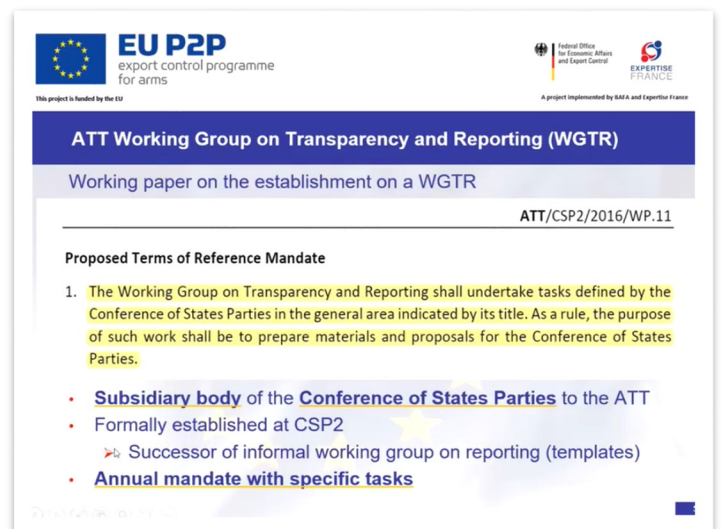 EU P2P
export control programme
for arms
Federal Office
for Economic Affairs
and Export Control
EXPERTISE
FRANCE
This project is funded by the EU
A project implemented by BAFA and Expertise France
ATT Working Group on Transparency and Reporting (WGTR)
Working paper on the establishment on a WGTR
ATT/CSP2/2016/WP.11
Proposed Terms of Reference Mandate
1. The Working Group on Transparency and Reporting shall undertake tasks defined by the
Conference of States Parties in the general area indicated by its title. As a rule, the purpose
of such work shall be to prepare materials and proposals for the Conference of States
Parties.
• Subsidiary body of the Conference of States Parties to the ATT
• Formally established at CSP2
➢ Successor of informal working group on reporting (templates)
• Annual mandate with specific tasks